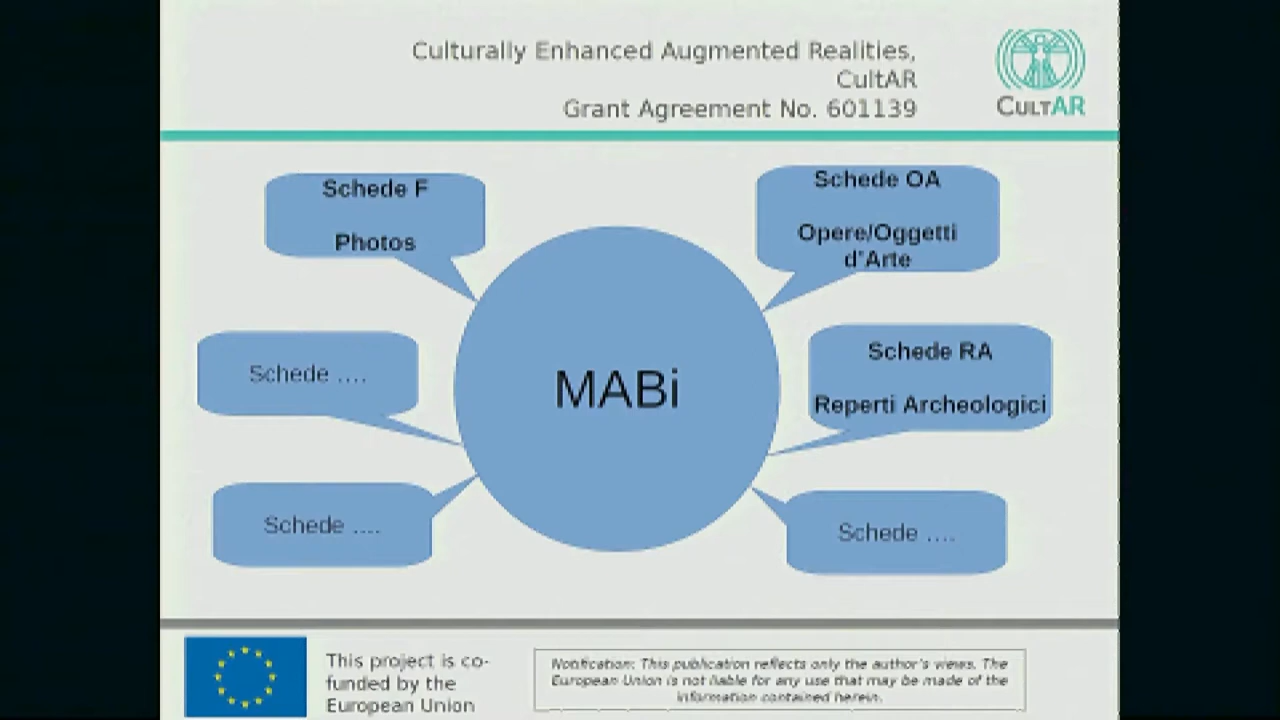 Culturally Enhanced Augmented Realities,
CultAR
Grant Agreement No. 601139
CULTAR
Schede F
Photos
Schede OA
Opere/Oggetti
d'Arte
Schede ....
MABi
Schede RA
Reperti Archeologici
Schede ....
Schede ....
This project is co-
funded by the
European Union
Notification: This publication reflects only the author's views. The
European Union is not liable for any use that may be made of the
information contained herein.